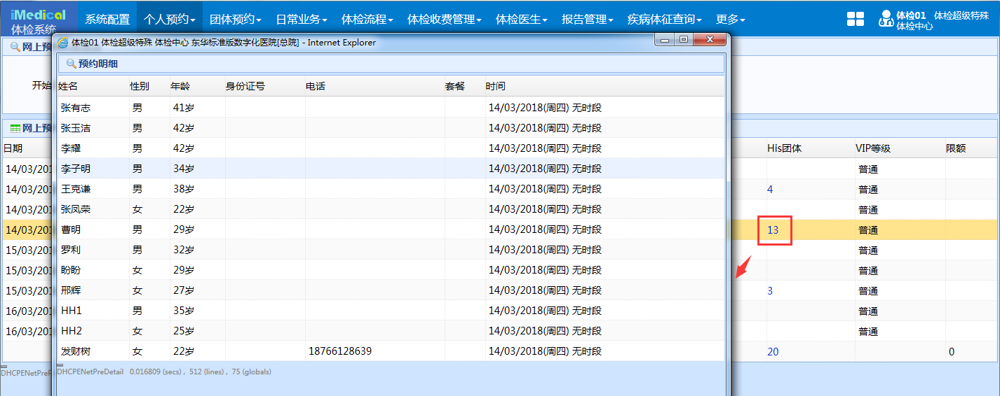 iMedical 体检系统 系统配置 个人预约 团体预约 日常业务 体检流程 体检收费管理 体检医生 报告管理 疾病体征查询 更多 体检01 体检超级特殊 体检中心
体检01 体检超级特殊 体检中心 东华标准版数字化医院[总院] - Internet Explorer
网上预
预约明细
开始
姓名 性别 年龄 身份证号 电话 套餐 时间
张有志 男 41岁 14/03/2018(周四) 无时段
张玉洁 男 42岁 14/03/2018(周四) 无时段
李耀 男 42岁 14/03/2018(周四) 无时段
李子明 男 34岁 14/03/2018(周四) 无时段
王克谦 男 38岁 14/03/2018(周四) 无时段
张凤荣 女 22岁 14/03/2018(周四) 无时段
曹明 男 29岁 14/03/2018(周四) 无时段
罗利 男 32岁 14/03/2018(周四) 无时段
盼盼 女 29岁 14/03/2018(周四) 无时段
邢辉 女 27岁 14/03/2018(周四) 无时段
HH1 男 35岁 14/03/2018(周四) 无时段
HH2 女 25岁 14/03/2018(周四) 无时段
发财树 女 22岁 18766128639 14/03/2018(周四) 无时段
DHCPENetPreDetail 0.016809 (secs) , 512 (lines) , 75 (globals)
网上预
日期 His团体 VIP等级 限额
14/03/201 普通
14/03/201 4 普通
14/03/201 普通
14/03/201 13 普通
15/03/201 普通
15/03/201 普通
15/03/201 3 普通
16/03/201 普通
16/03/201 普通
20 0
DHCPENetPre